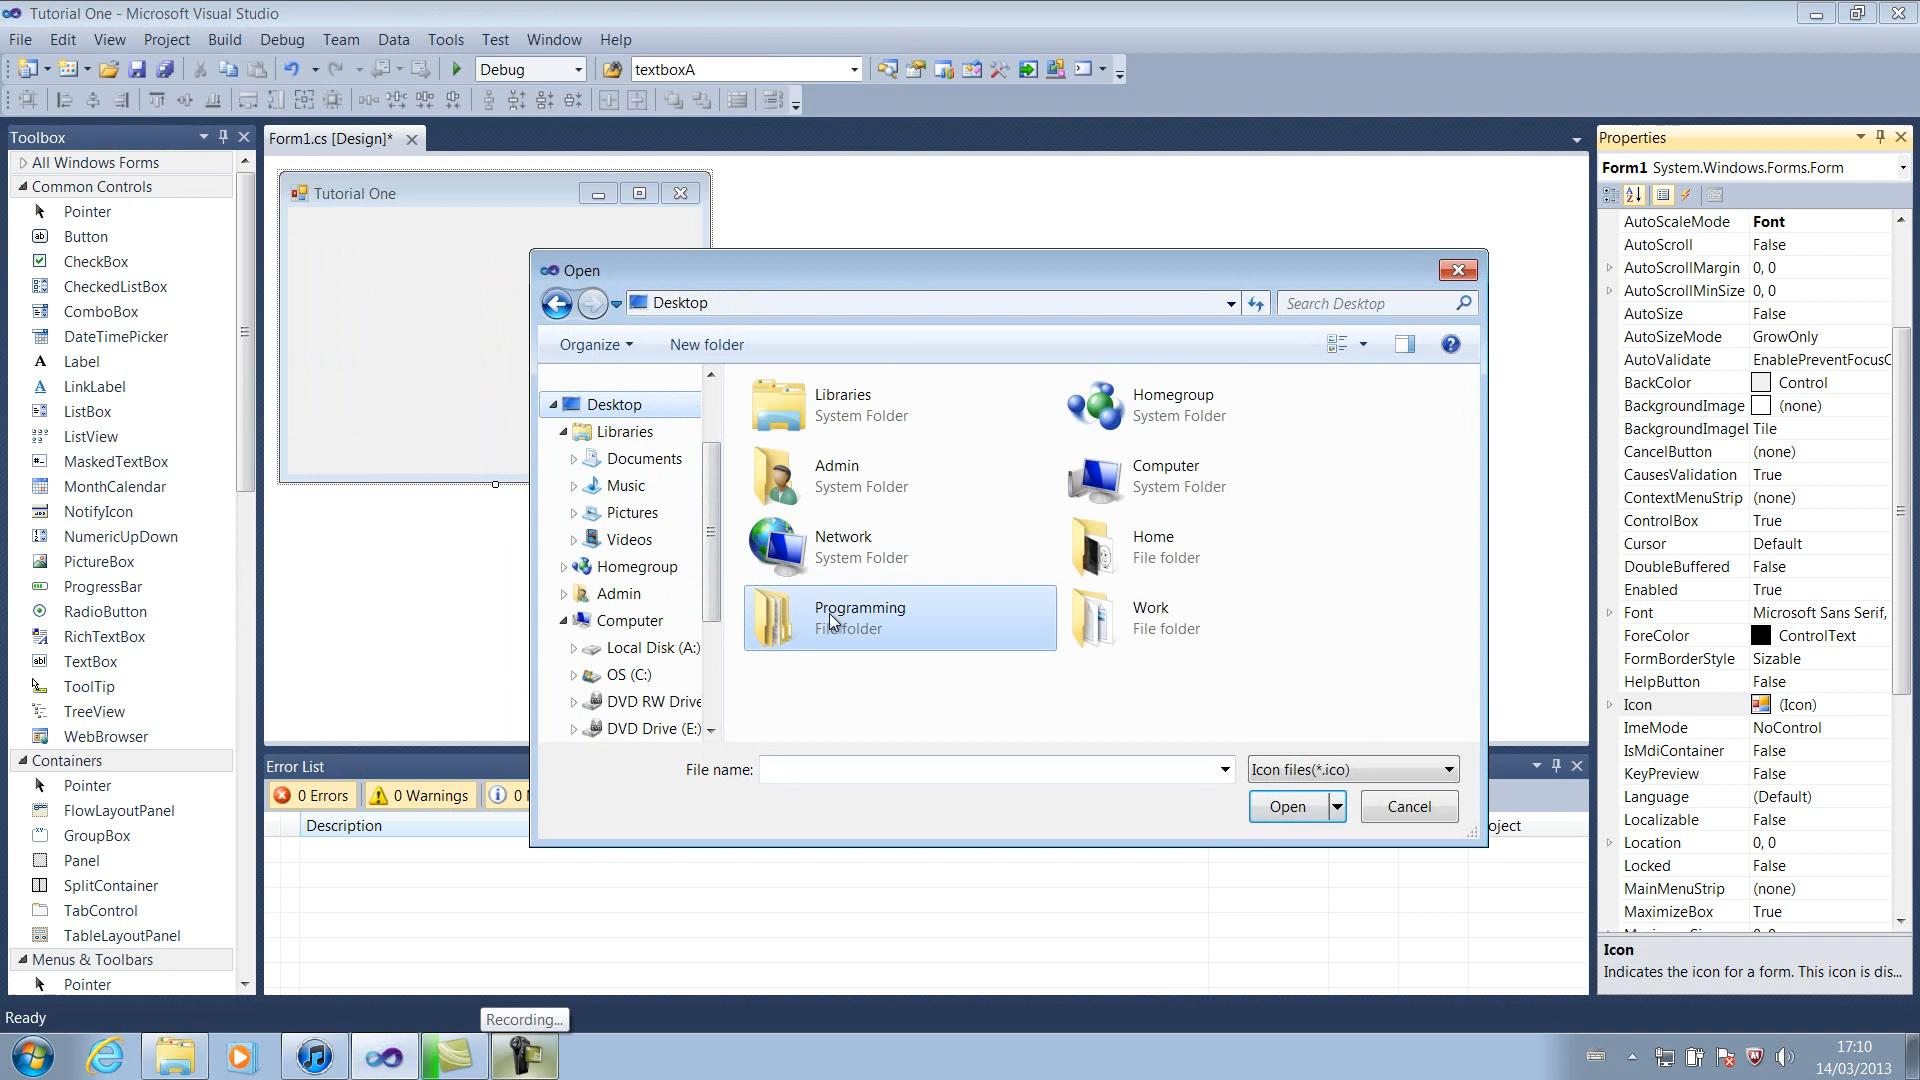 Tutorial One - Microsoft Visual Studio
File Edit View Project Build Debug Team Data Tools Test Window Help
Debug textboxA
Toolbox
All Windows Forms
Common Controls
Pointer
Button
CheckBox
CheckedListBox
ComboBox
DateTimePicker
Label
LinkLabel
ListBox
ListView
MaskedTextBox
MonthCalendar
NotifyIcon
NumericUpDown
PictureBox
ProgressBar
RadioButton
RichTextBox
TextBox
ToolTip
TreeView
WebBrowser
Containers
Pointer
FlowLayoutPanel
GroupBox
Panel
SplitContainer
TabControl
TableLayoutPanel
Menus & Toolbars
Pointer
Form1.cs [Design]*
Tutorial One
Open
Desktop
Search Desktop
Organize New folder
Desktop
Libraries
Documents
Music
Pictures
Videos
Homegroup
Admin
Computer
Local Disk (A:)
OS (C:)
DVD RW Drive
DVD Drive (E:)
Libraries
System Folder
Homegroup
System Folder
Admin
System Folder
Computer
System Folder
Network
System Folder
Home
File folder
Programming
File folder
Work
File folder
File name:
Icon files(*.ico)
Open Cancel
Error List
0 Errors 0 Warnings 0
Description
oject
Properties
Form1 System.Windows.Forms.Form
AutoScaleMode Font
AutoScroll False
AutoScrollMargin 0, 0
AutoScrollMinSize 0, 0
AutoSize False
AutoSizeMode GrowOnly
AutoValidate EnablePreventFocusC
BackColor Control
BackgroundImage (none)
BackgroundImageI Tile
CancelButton (none)
CausesValidation True
ContextMenuStrip (none)
ControlBox True
Cursor Default
DoubleBuffered False
Enabled True
Font Microsoft Sans Serif,
ForeColor ControlText
FormBorderStyle Sizable
HelpButton False
Icon (Icon)
ImeMode NoControl
IsMdiContainer False
KeyPreview False
Language (Default)
Localizable False
Location 0, 0
Locked False
MainMenuStrip (none)
MaximizeBox True
Icon
Indicates the icon for a form. This icon is dis...
Ready
Recording...
17:10
14/03/2013